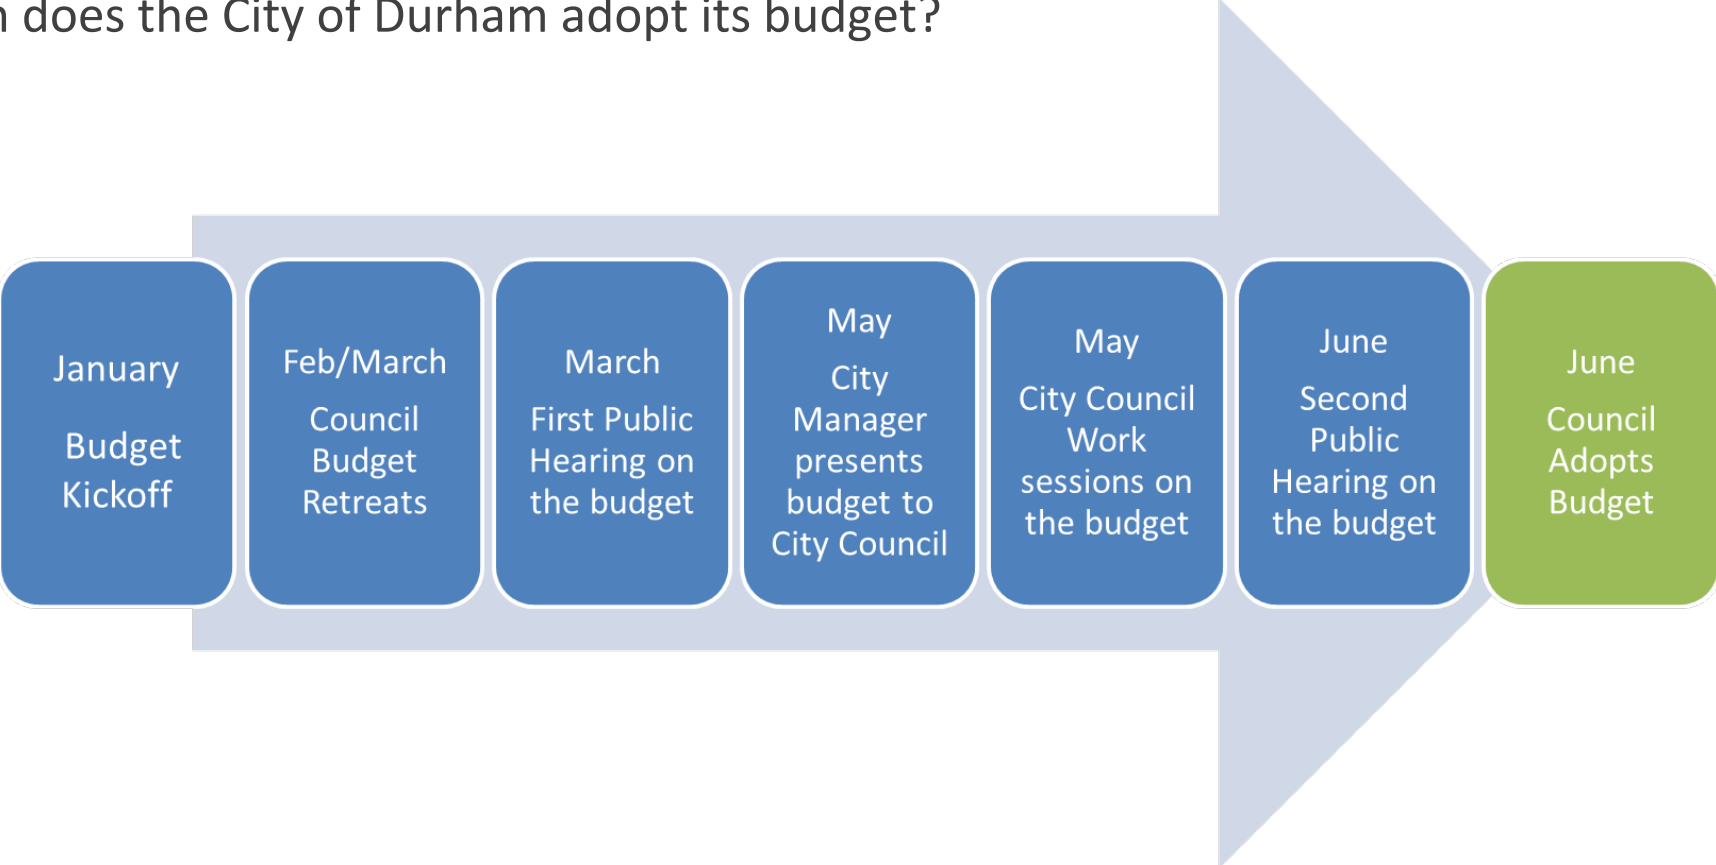 does the City of Durham adopt its budget?
January
Budget
Kickoff
Feb/March
Council
Budget
Retreats
March
First Public
Hearing on
the budget
May
City
Manager
presents
budget to
City Council
May
City Council
Work
sessions on
the budget
June
Second
Public
Hearing on
the budget
June
Council
Adopts
Budget